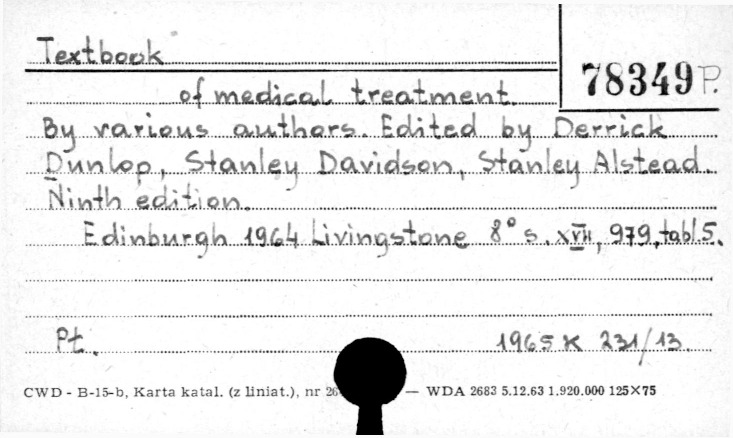 Textbook
78349 P.
of medical treatment.
By various authors. Edited by Derrick
Dunlop, Stanley Davidson, Stanley Alstead.
Ninth edition.
Edinburgh 1964 Livingstone 8° s. xvii, 979, tabl. 5.
Pt. 1965 K 231/13.
CWD - B-15-b, Karta katal. (z liniat.), nr — WDA 2683 5.12.63 1.920.000 125×75